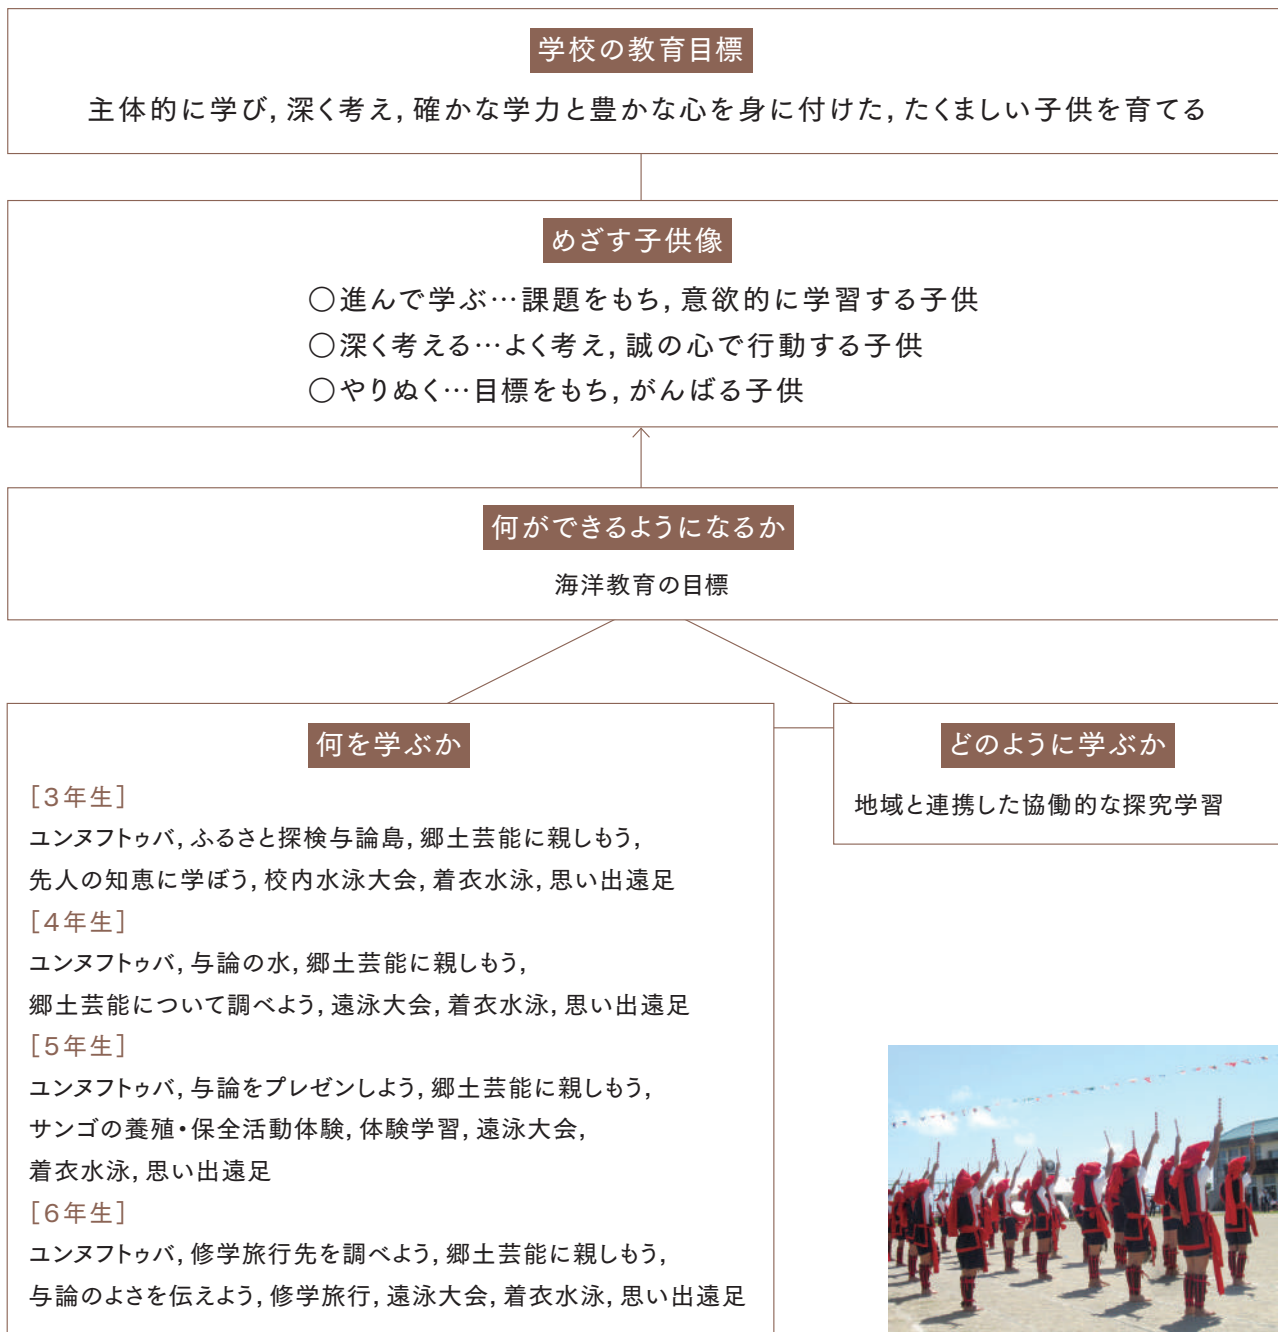 学校の教育目標
主体的に学び，深く考え，確かな学力と豊かな心を身に付けた，たくましい子供を育てる
めざす子供像
○進んで学ぶ…課題をもち，意欲的に学習する子供
○深く考える…よく考え，誠の心で行動する子供
○やりぬく…目標をもち，がんばる子供
何ができるようになるか
海洋教育の目標
何を学ぶか
［3年生］
ユンヌフトゥバ，ふるさと探検与論島，郷土芸能に親しもう，
先人の知恵に学ぼう，校内水泳大会，着衣水泳，思い出遠足
［4年生］
ユンヌフトゥバ，与論の水，郷土芸能に親しもう，
郷土芸能について調べよう，遠泳大会，着衣水泳，思い出遠足
［5年生］
ユンヌフトゥバ，与論をプレゼンしよう，郷土芸能に親しもう，
サンゴの養殖・保全活動体験，体験学習，遠泳大会，
着衣水泳，思い出遠足
［6年生］
ユンヌフトゥバ，修学旅行先を調べよう，郷土芸能に親しもう，
与論のよさを伝えよう，修学旅行，遠泳大会，着衣水泳，思い出遠足
どのように学ぶか
地域と連携した協働的な探究学習